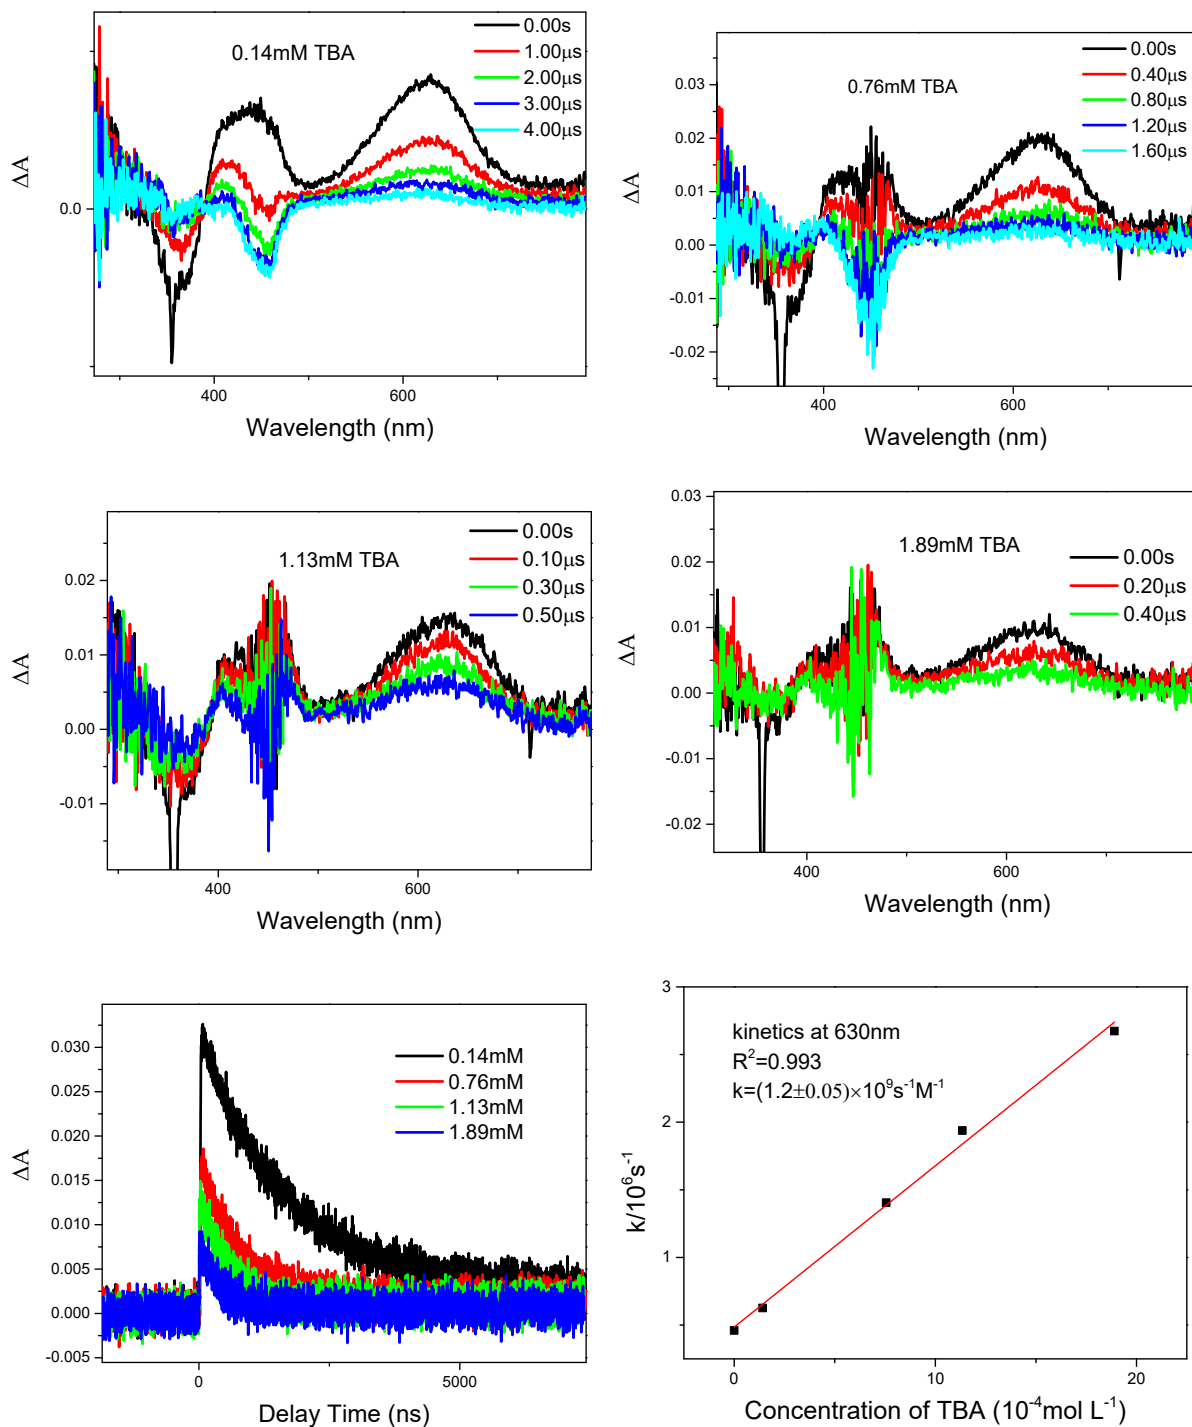 0.14mM TBA
0.00s
1.00μs
2.00μs
3.00μs
4.00μs
ΔA
0.0
400
600
Wavelength (nm)
0.76mM TBA
0.00s
0.40μs
0.80μs
1.20μs
1.60μs
ΔA
0.03
0.02
0.01
0.00
-0.01
-0.02
400
600
Wavelength (nm)
1.13mM TBA
0.00s
0.10μs
0.30μs
0.50μs
ΔA
0.02
0.01
0.00
-0.01
400
600
Wavelength (nm)
1.89mM TBA
0.00s
0.20μs
0.40μs
ΔA
0.03
0.02
0.01
0.00
-0.01
-0.02
400
600
Wavelength (nm)
0.14mM
0.76mM
1.13mM
1.89mM
ΔA
0.030
0.025
0.020
0.015
0.010
0.005
0.000
-0.005
0
5000
Delay Time (ns)
kinetics at 630nm
R²=0.993
k=(1.2±0.05)×10⁹s⁻¹M⁻¹
k/10⁶s⁻¹
3
2
1
0
10
20
Concentration of TBA (10⁻⁴mol L⁻¹)